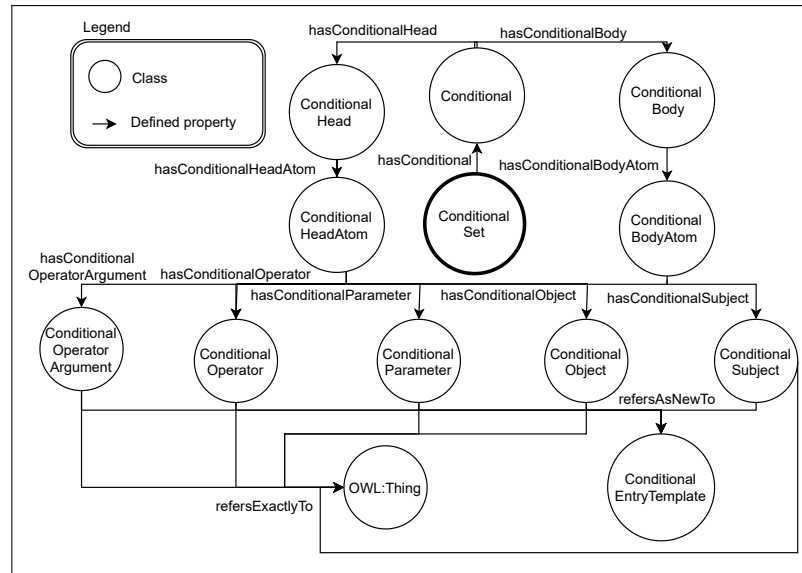 Legend
Class
Defined property
hasConditionalHead
hasConditionalBody
Conditional
Head
Conditional
Conditional
Body
hasConditionalHeadAtom
hasConditional
hasConditionalBodyAtom
Conditional
HeadAtom
Conditional
Set
Conditional
BodyAtom
hasConditional
OperatorArgument
hasConditionalOperator
hasConditionalParameter
hasConditionalObject
hasConditionalSubject
Conditional
Operator
Argument
Conditional
Operator
Conditional
Parameter
Conditional
Object
Conditional
Subject
refersAsNewTo
refersExactlyTo
OWL:Thing
Conditional
EntryTemplate